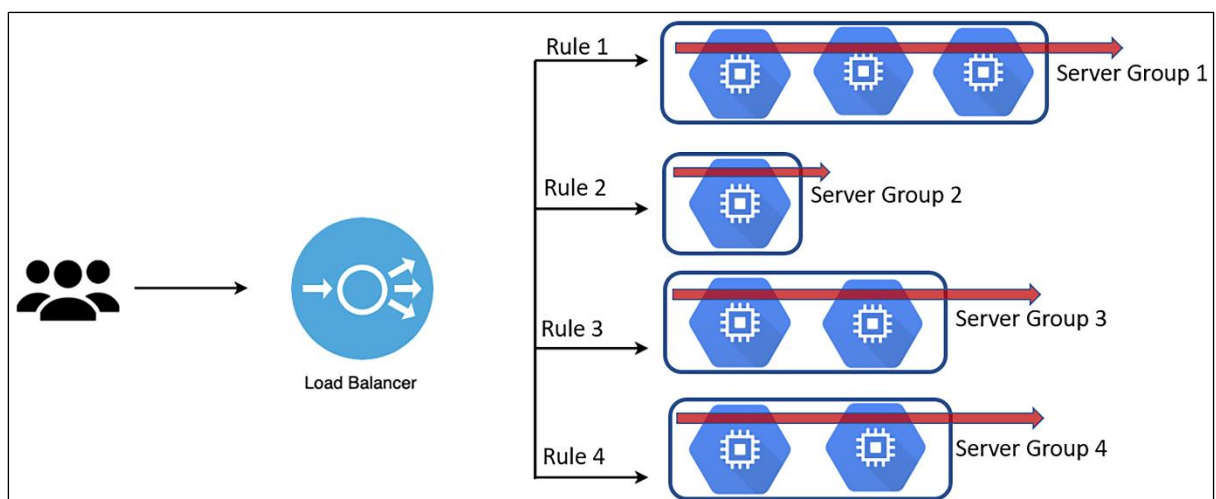 Rule 1
Server Group 1
Rule 2
Server Group 2
Rule 3
Server Group 3
Load Balancer
Rule 4
Server Group 4